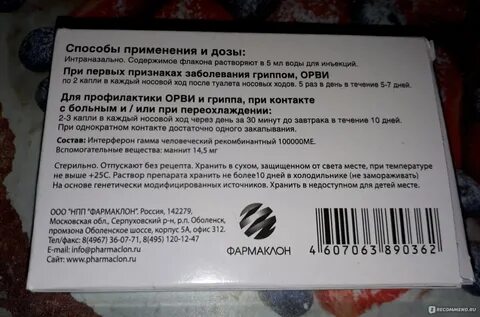 Способы применения и дозы:
Интраназально. Содержимое флакона растворяют в 5 мл воды для инъекций.
При первых признаках заболевания гриппом, ОРВИ
по 2 капли в каждый носовой ход после туалета носовых ходов. 5 раз в день в течение 5-7 дней.
Для профилактики ОРВИ и гриппа, при контакте
с больным и / или при переохлаждении:
2-3 капли в каждый носовой ход через день за 30 минут до завтрака в течение 10 дней.
При однократном контакте достаточно одного закапывания.
Состав: Интерферон гамма человеческий рекомбинантный 100000МЕ.
Вспомогательные вещества: маннит 14,5 мг
Стерильно. Отпускают без рецепта. Хранить в сухом, защищенном от света месте, при температуре
не выше +25С. Раствор препарата хранить не более10 дней в холодильнике (не замораживать)
На основе генетически модифицированных источников. Хранить в недоступном для детей месте.
ООО "НПП "ФАРМАКЛОН". Россия, 142279,
Московская обл., Серпуховский р-н, р.п. Оболенск,
промзона Оболенское шоссе, корпус 5А, офис 312.
Тел/факс: 8(4967) 36-07-71, 8(495) 120-12-47
E-mail: info@pharmaclon.ru
Сайт: www.pharmaclon.ru
ФАРМАКЛОН
4 607063 890362
RECOMMEND.RU